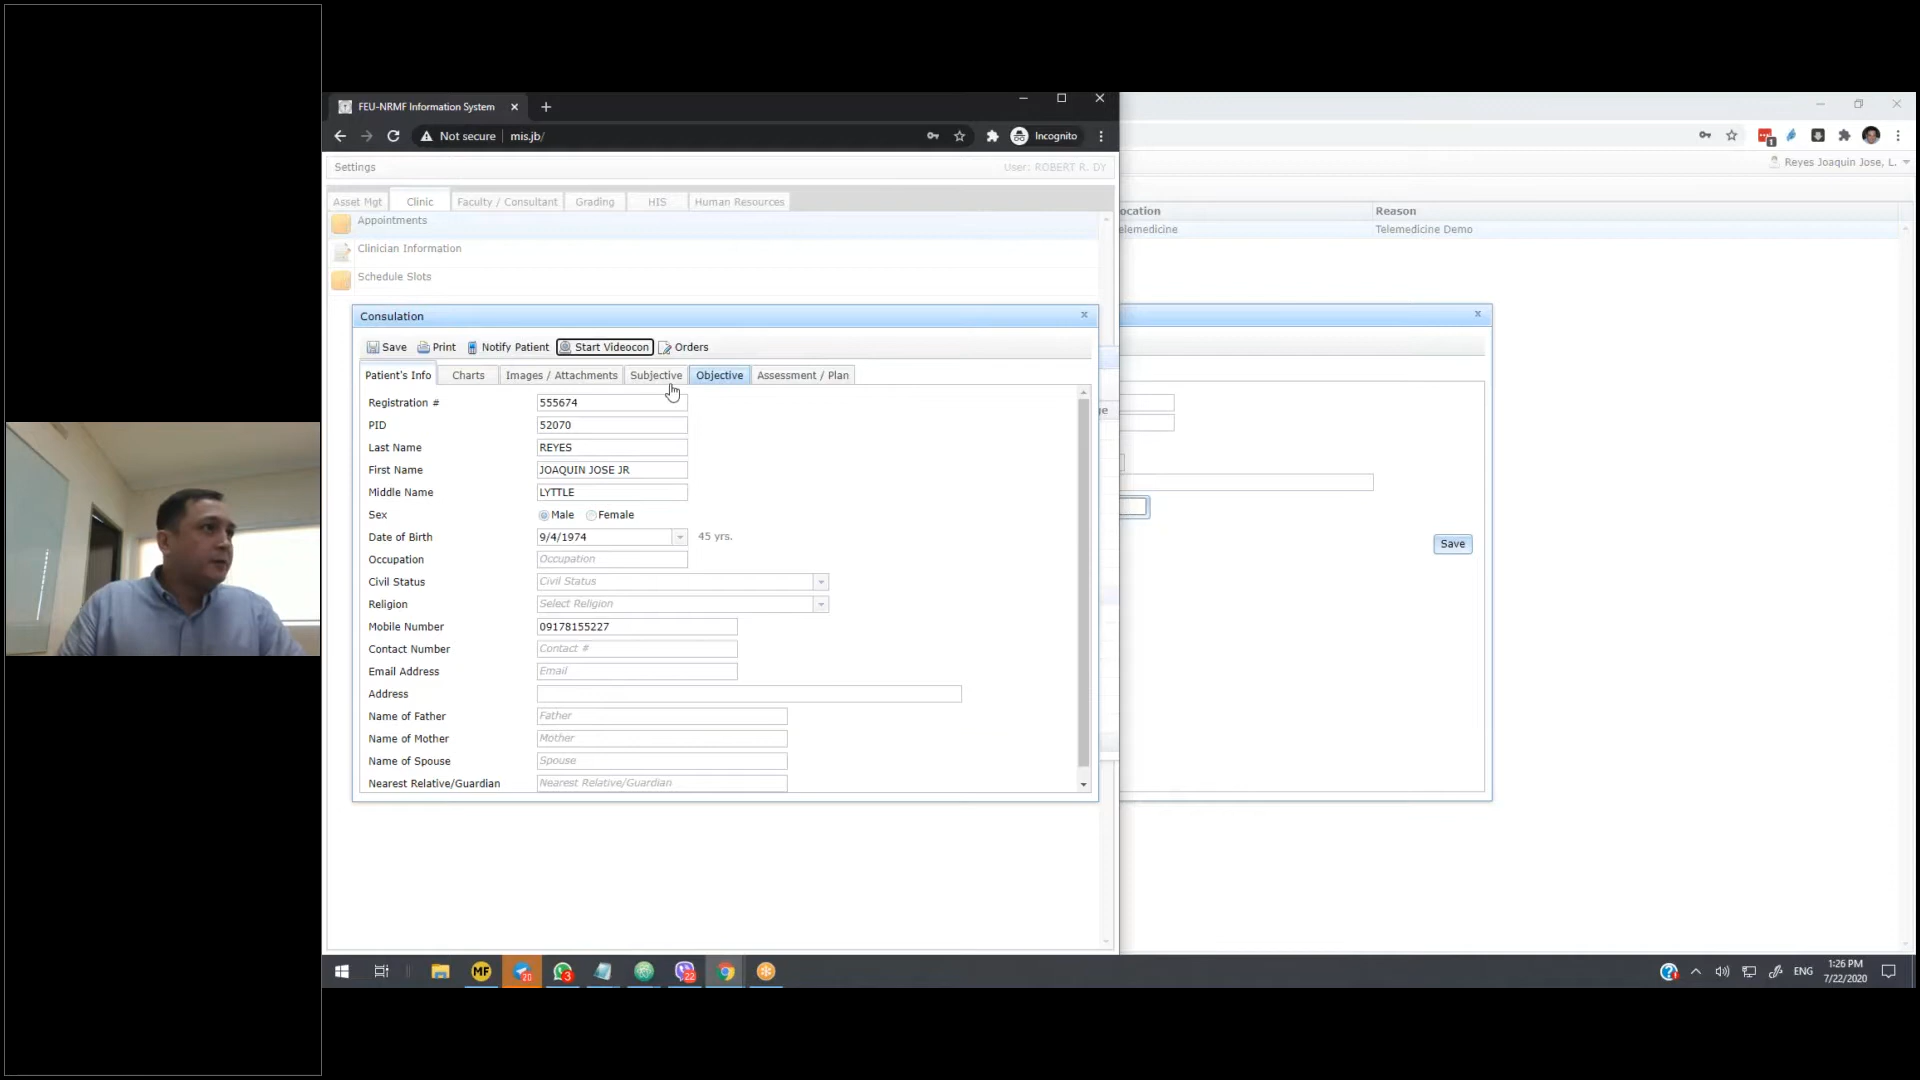 FEU-NRMF Information System
Not secure mis.jb/
Incognito
Settings
User: ROBERT R. DY
Reyes Joaquin Jose, L.
Asset Mgt Clinic Faculty / Consultant Grading HIS Human Resources
Appointments
Clinician Information
Schedule Slots
ocation Reason
elemedicine Telemedicine Demo
Consulation
Save Print Notify Patient Start Videocon Orders
Patient's Info Charts Images / Attachments Subjective Objective Assessment / Plan
Registration # 555674
PID 52070
Last Name REYES
First Name JOAQUIN JOSE JR
Middle Name LYTTLE
Sex Male Female
Date of Birth 9/4/1974 45 yrs.
Occupation Occupation
Civil Status Civil Status
Religion Select Religion
Mobile Number 09178155227
Contact Number Contact #
Email Address Email
Address
Name of Father Father
Name of Mother Mother
Name of Spouse Spouse
Nearest Relative/Guardian Nearest Relative/Guardian
ge
Save
MF 20 3 22
ENG
1:26 PM
7/22/2020